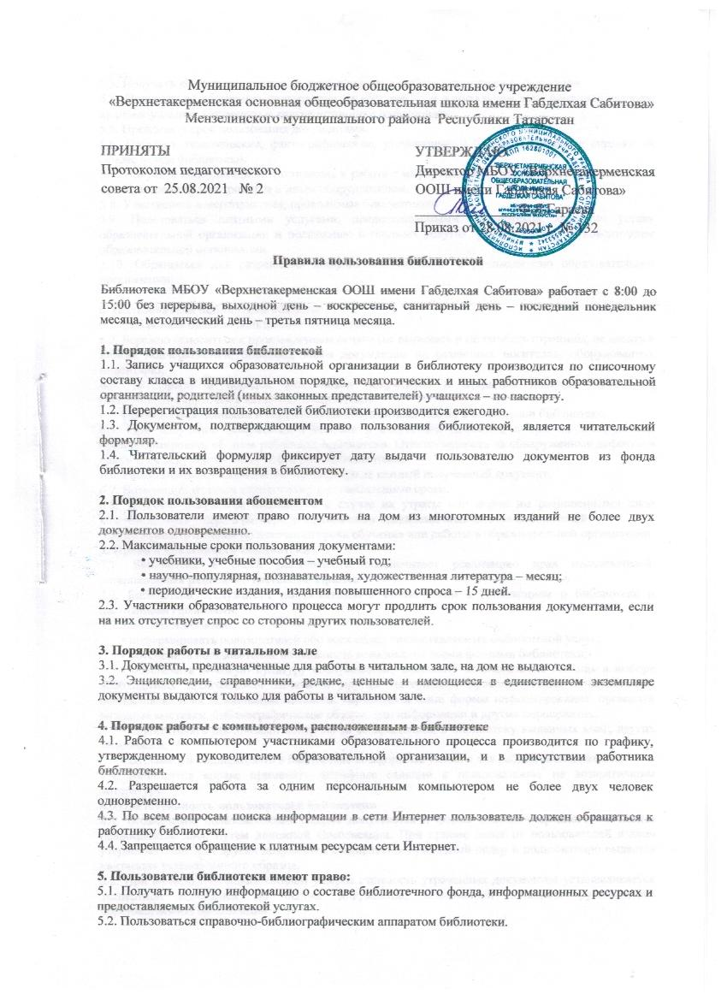 Муниципальное бюджетное общеобразовательное учреждение
«Верхнетакерменская основная общеобразовательная школа имени Габделхая Сабитова»
Мензелинского муниципального района Республики Татарстан
ПРИНЯТЫ
Протоколом педагогического
совета от 25.08.2021 № 2
УТВЕРЖДАЮ
Директор МБОУ «Верхнетакерменская
ООШ имени Габделхая Сабитова»
Гараева
Приказ от 28.08.2021 г. № 132
ВЕРХНЕТАКЕРМЕНСКАЯ
ОСНОВНАЯ
ОБЩЕОБРАЗОВАТЕЛЬНАЯ
ШКОЛА ИМЕНИ
ГАБДЕЛХАЯ САБИТОВА"
Правила пользования библиотекой
Библиотека МБОУ «Верхнетакерменская ООШ имени Габделхая Сабитова» работает с 8:00 до
15:00 без перерыва, выходной день – воскресенье, санитарный день – последний понедельник
месяца, методический день – третья пятница месяца.
1. Порядок пользования библиотекой
1.1. Запись учащихся образовательной организации в библиотеку производится по списочному
составу класса в индивидуальном порядке, педагогических и иных работников образовательной
организации, родителей (иных законных представителей) учащихся – по паспорту.
1.2. Перерегистрация пользователей библиотеки производится ежегодно.
1.3. Документом, подтверждающим право пользования библиотекой, является читательский
формуляр.
1.4. Читательский формуляр фиксирует дату выдачи пользователю документов из фонда
библиотеки и их возвращения в библиотеку.
2. Порядок пользования абонементом
2.1. Пользователи имеют право получить на дом из многотомных изданий не более двух
документов одновременно.
2.2. Максимальные сроки пользования документами:
• учебники, учебные пособия – учебный год;
• научно-популярная, познавательная, художественная литература – месяц;
• периодические издания, издания повышенного спроса – 15 дней.
2.3. Участники образовательного процесса могут продлить срок пользования документами, если
на них отсутствует спрос со стороны других пользователей.
3. Порядок работы в читальном зале
3.1. Документы, предназначенные для работы в читальном зале, на дом не выдаются.
3.2. Энциклопедии, справочники, редкие, ценные и имеющиеся в единственном экземпляре
документы выдаются только для работы в читальном зале.
4. Порядок работы с компьютером, расположенным в библиотеке
4.1. Работа с компьютером участниками образовательного процесса производится по графику,
утвержденному руководителем образовательной организации, и в присутствии работника
библиотеки.
4.2. Разрешается работа за одним персональным компьютером не более двух человек
одновременно.
4.3. По всем вопросам поиска информации в сети Интернет пользователь должен обращаться к
работнику библиотеки.
4.4. Запрещается обращение к платным ресурсам сети Интернет.
5. Пользователи библиотеки имеют право:
5.1. Получать полную информацию о составе библиотечного фонда, информационных ресурсах и
предоставляемых библиотекой услугах.
5.2. Пользоваться справочно-библиографическим аппаратом библиотеки.